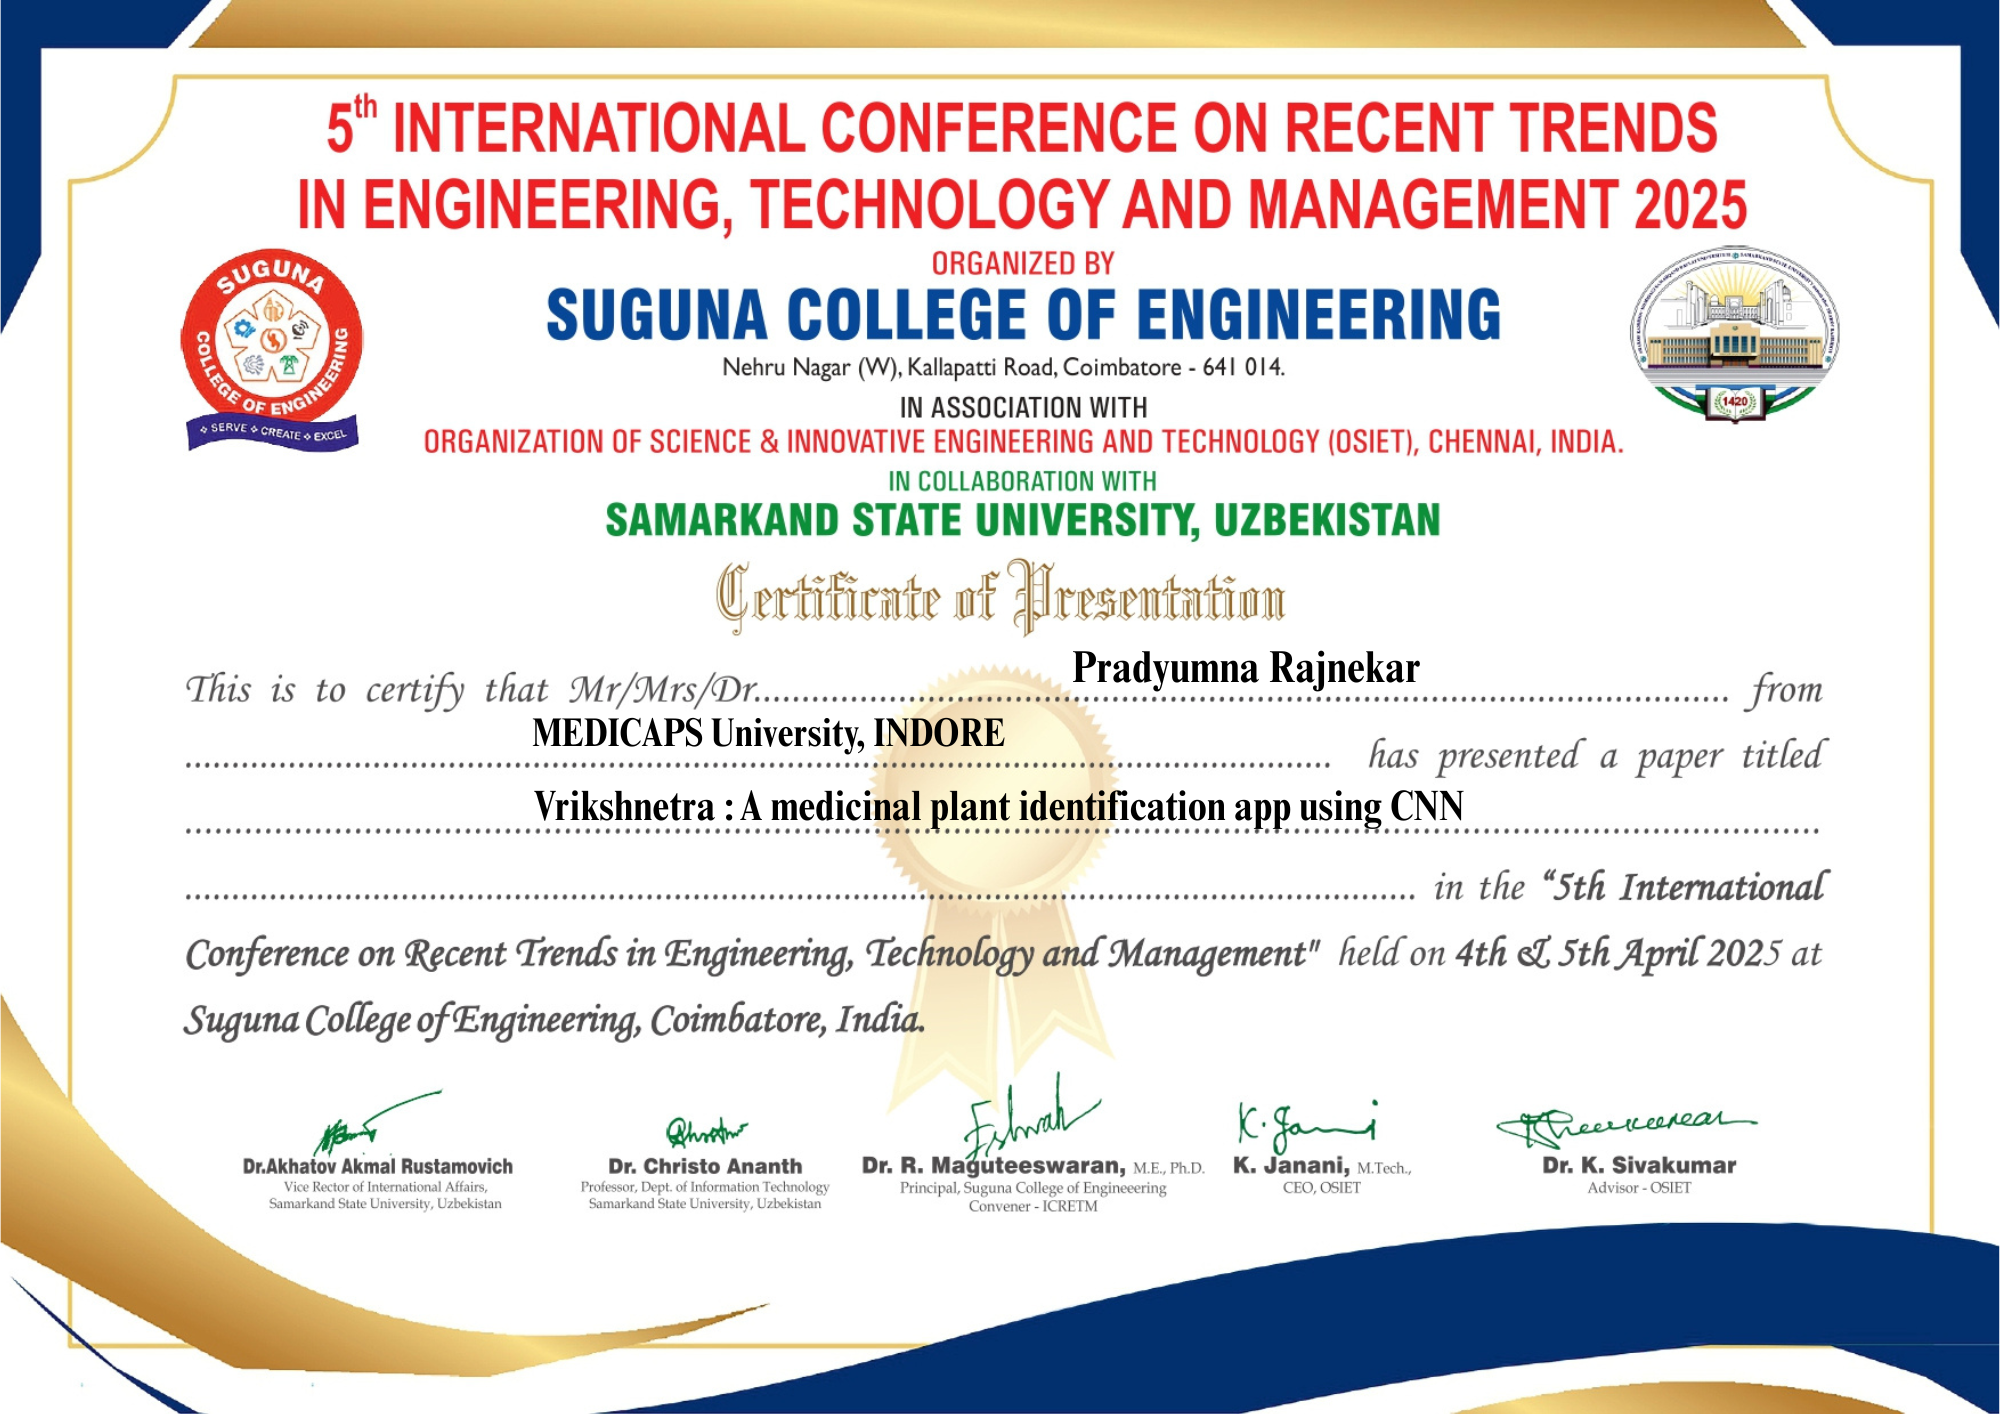 5th INTERNATIONAL CONFERENCE ON RECENT TRENDS
IN ENGINEERING, TECHNOLOGY AND MANAGEMENT 2025
ORGANIZED BY
SUGUNA COLLEGE OF ENGINEERING
Nehru Nagar (W), Kallapatti Road, Coimbatore - 641 014.
IN ASSOCIATION WITH
ORGANIZATION OF SCIENCE & INNOVATIVE ENGINEERING AND TECHNOLOGY (OSIET), CHENNAI, INDIA.
IN COLLABORATION WITH
SAMARKAND STATE UNIVERSITY, UZBEKISTAN
SUGUNA
COLLEGE OF ENGINEERING
SERVE CREATE EXCEL
1420
Certificate of Presentation
This is to certify that Mr/Mrs/Dr. Pradyumna Rajnekar from
MEDICAPS University, INDORE has presented a paper titled
Vrikshnetra : A medicinal plant identification app using CNN
in the “5th International
Conference on Recent Trends in Engineering, Technology and Management" held on 4th & 5th April 2025 at
Suguna College of Engineering, Coimbatore, India.
K. Jani
Dr.Akhatov Akmal Rustamovich
Vice Rector of International Affairs,
Samarkand State University, Uzbekistan
Dr. Christo Ananth
Professor, Dept. of Information Technology
Samarkand State University, Uzbekistan
Dr. R. Maguteeswaran, M.E., Ph.D.
Principal, Suguna College of Engineeering
Convener - ICRETM
K. Janani, M.Tech.,
CEO, OSIET
Dr. K. Sivakumar
Advisor - OSIET